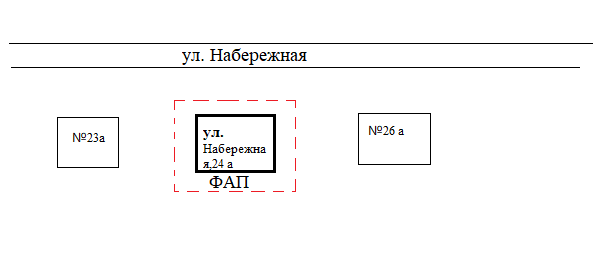 ул. Набережная
№23а
ул.
Набережна
я,24 а
ФАП
№26 а